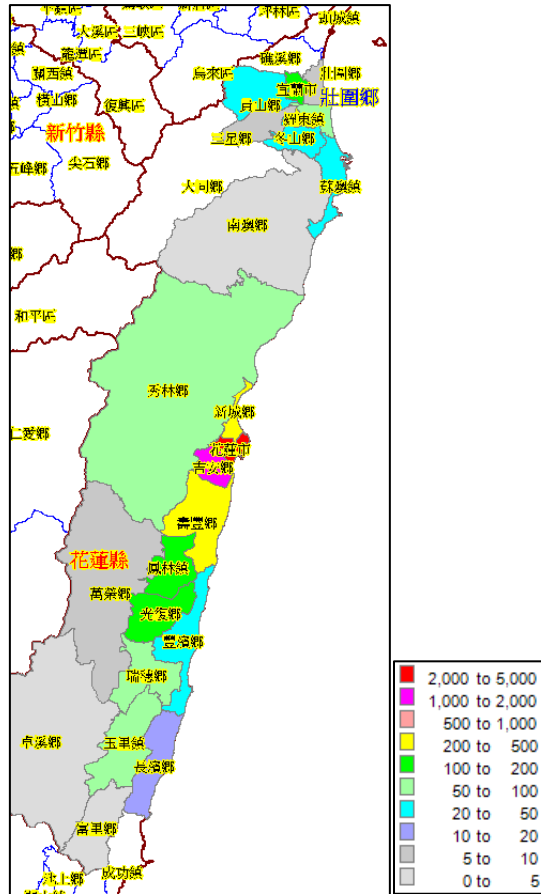 大溪區
三峽區
坪林區
頭城鎮
龍潭區
礁溪鄉
關西鎮
烏來區
壯圍鄉
宜蘭市
橫山鄉
復興區
員山鄉
壯圍鄉
新竹縣
羅東鎮
三星鄉
冬山鄉
五峰鄉
尖石鄉
大同鄉
蘇澳鎮
南澳鄉
和平區
秀林鄉
新城鄉
仁愛鄉
花蓮市
吉安鄉
壽豐鄉
花蓮縣
鳳林鎮
萬榮鄉
光復鄉
豐濱鄉
瑞穗鄉
卓溪鄉
玉里鎮
長濱鄉
富里鄉
池上鄉
成功鎮
2,000 to 5,000
1,000 to 2,000
500 to 1,000
200 to 500
100 to 200
50 to 100
20 to 50
10 to 20
5 to 10
0 to 5